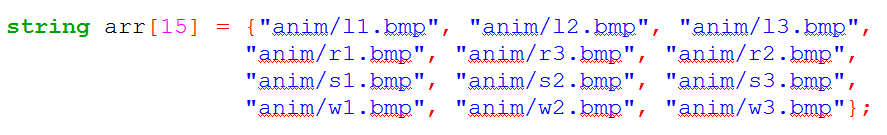 string arr[15] = {"anim/l1.bmp", "anim/l2.bmp", "anim/l3.bmp",
"anim/r1.bmp", "anim/r3.bmp", "anim/r2.bmp",
"anim/s1.bmp", "anim/s2.bmp", "anim/s3.bmp",
"anim/w1.bmp", "anim/w2.bmp", "anim/w3.bmp"};